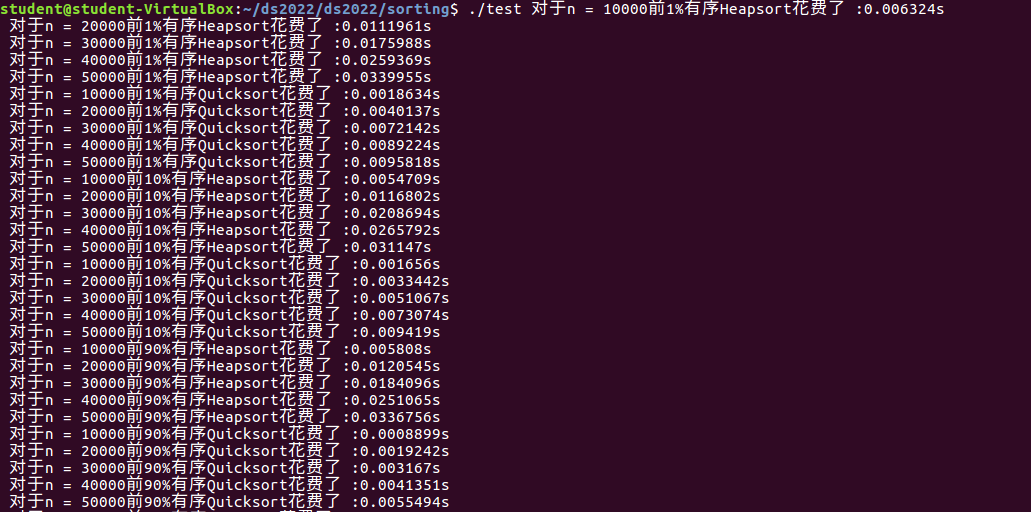 student@student-VirtualBox:~/ds2022/ds2022/sorting$ ./test 对于n = 10000前1%有序Heapsort花费了 :0.006324s
对于n = 20000前1%有序Heapsort花费了 :0.0111961s
对于n = 30000前1%有序Heapsort花费了 :0.0175988s
对于n = 40000前1%有序Heapsort花费了 :0.0259369s
对于n = 50000前1%有序Heapsort花费了 :0.0339955s
对于n = 10000前1%有序Quicksort花费了 :0.0018634s
对于n = 20000前1%有序Quicksort花费了 :0.0040137s
对于n = 30000前1%有序Quicksort花费了 :0.0072142s
对于n = 40000前1%有序Quicksort花费了 :0.0089224s
对于n = 50000前1%有序Quicksort花费了 :0.0095818s
对于n = 10000前10%有序Heapsort花费了 :0.0054709s
对于n = 20000前10%有序Heapsort花费了 :0.0116802s
对于n = 30000前10%有序Heapsort花费了 :0.0208694s
对于n = 40000前10%有序Heapsort花费了 :0.0265792s
对于n = 50000前10%有序Heapsort花费了 :0.031147s
对于n = 10000前10%有序Quicksort花费了 :0.001656s
对于n = 20000前10%有序Quicksort花费了 :0.0033442s
对于n = 30000前10%有序Quicksort花费了 :0.0051067s
对于n = 40000前10%有序Quicksort花费了 :0.0073074s
对于n = 50000前10%有序Quicksort花费了 :0.009419s
对于n = 10000前90%有序Heapsort花费了 :0.005808s
对于n = 20000前90%有序Heapsort花费了 :0.0120545s
对于n = 30000前90%有序Heapsort花费了 :0.0184096s
对于n = 40000前90%有序Heapsort花费了 :0.0251065s
对于n = 50000前90%有序Heapsort花费了 :0.0336756s
对于n = 10000前90%有序Quicksort花费了 :0.0008899s
对于n = 20000前90%有序Quicksort花费了 :0.0019242s
对于n = 30000前90%有序Quicksort花费了 :0.003167s
对于n = 40000前90%有序Quicksort花费了 :0.0041351s
对于n = 50000前90%有序Quicksort花费了 :0.0055494s